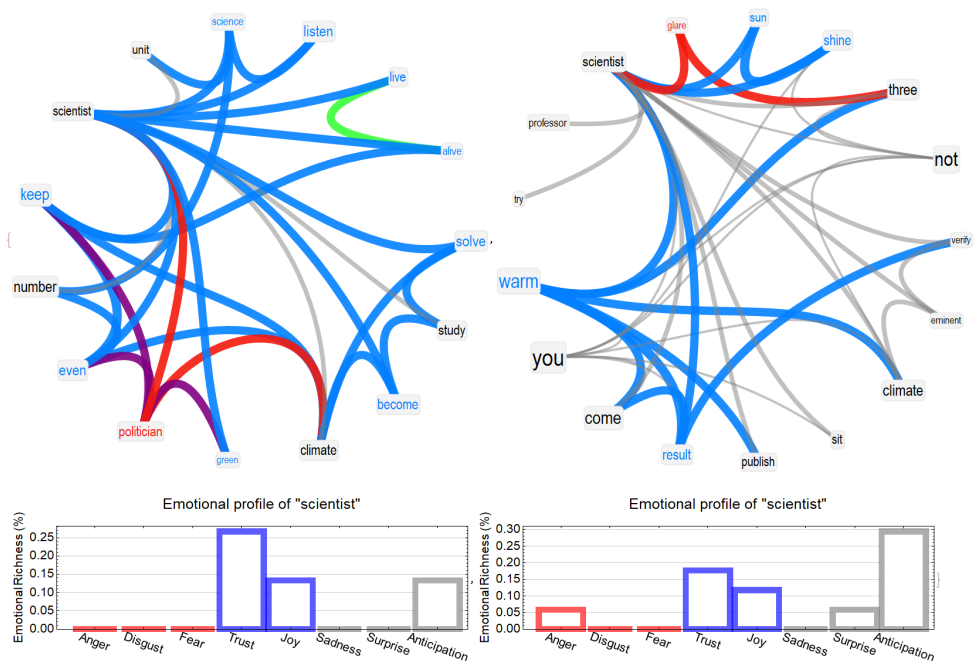 science
listen
unit
live
scientist
alive
keep
{
solve
,
number
study
even
become
politician
climate
green
glare
sun
shine
scientist
three
professor
not
try
verify
warm
eminent
you
climate
come
sit
result
publish
Emotional profile of "scientist"
Emotional Richness (%)
0.25
0.20
0.15
0.10
0.05
0.00
Anger
Disgust
Fear
Trust
Joy
Sadness
Surprise
Anticipation
,
Emotional profile of "scientist"
Emotional Richness (%)
0.30
0.25
0.20
0.15
0.10
0.05
0.00
Anger
Disgust
Fear
Trust
Joy
Sadness
Surprise
Anticipation
}